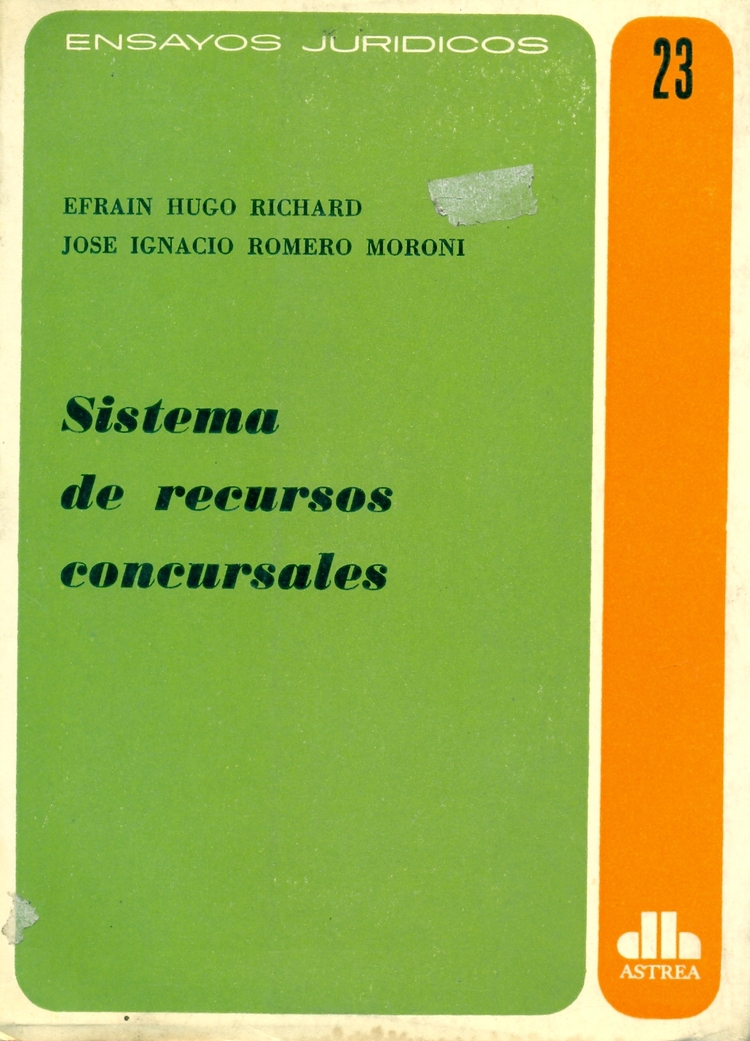 ENSAYOS JURIDICOS
23
EFRAIN HUGO RICHARD
JOSE IGNACIO ROMERO MORONI
Sistema
de recursos
concursales
ASTREA